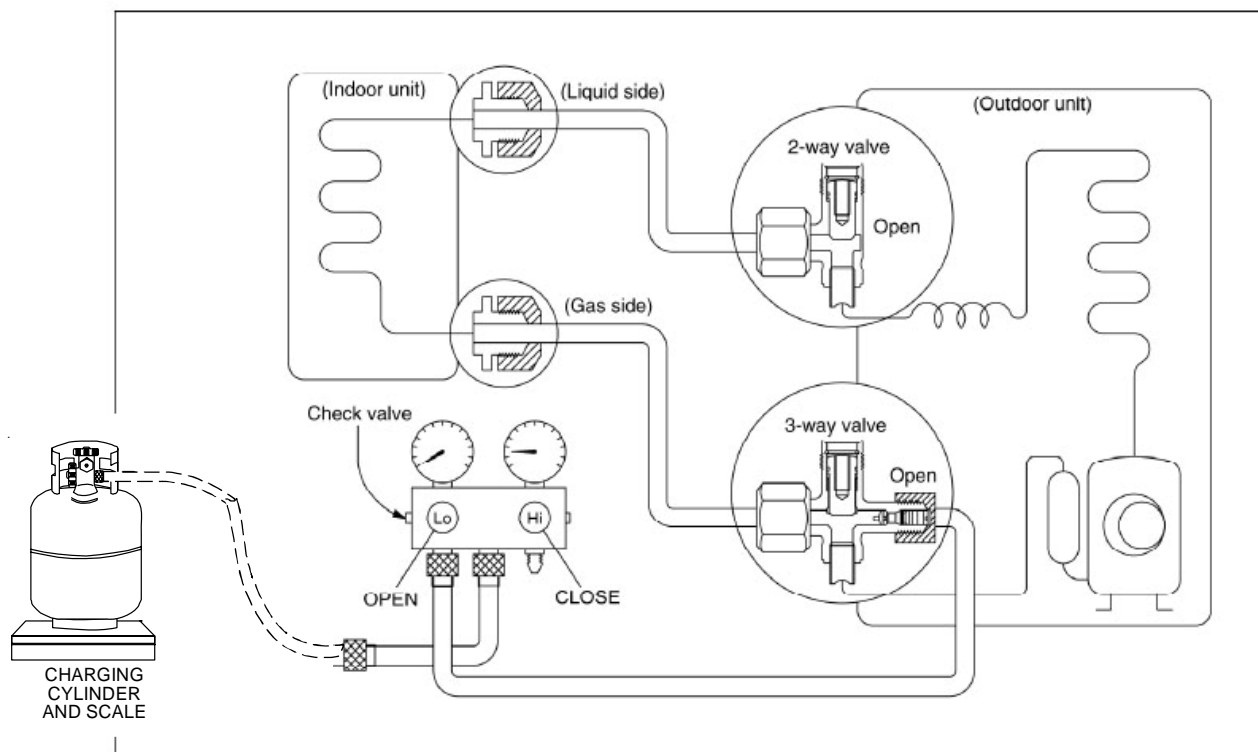 (Indoor unit)
(Liquid side)
(Outdoor unit)
2-way valve
Open
(Gas side)
Check valve
3-way valve
Open
Lo
Hi
OPEN
CLOSE
CHARGING
CYLINDER
AND SCALE